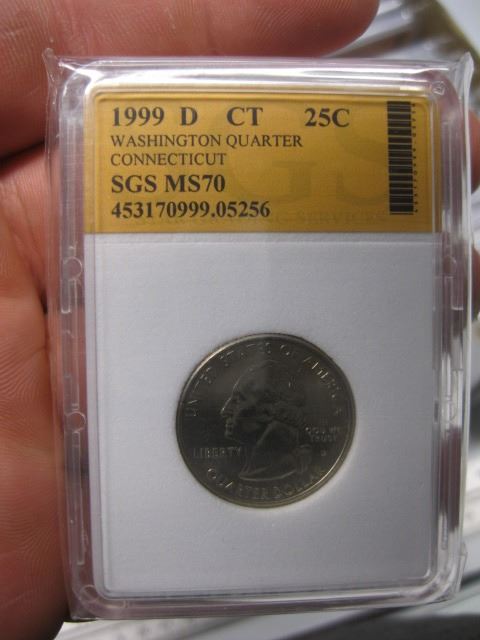 1999 D CT 25C
WASHINGTON QUARTER
CONNECTICUT
SGS MS70
453170999.05256
UNITED STATES OF AMERICA
LIBERTY
IN GOD WE
TRUST
D
QUARTER DOLLAR